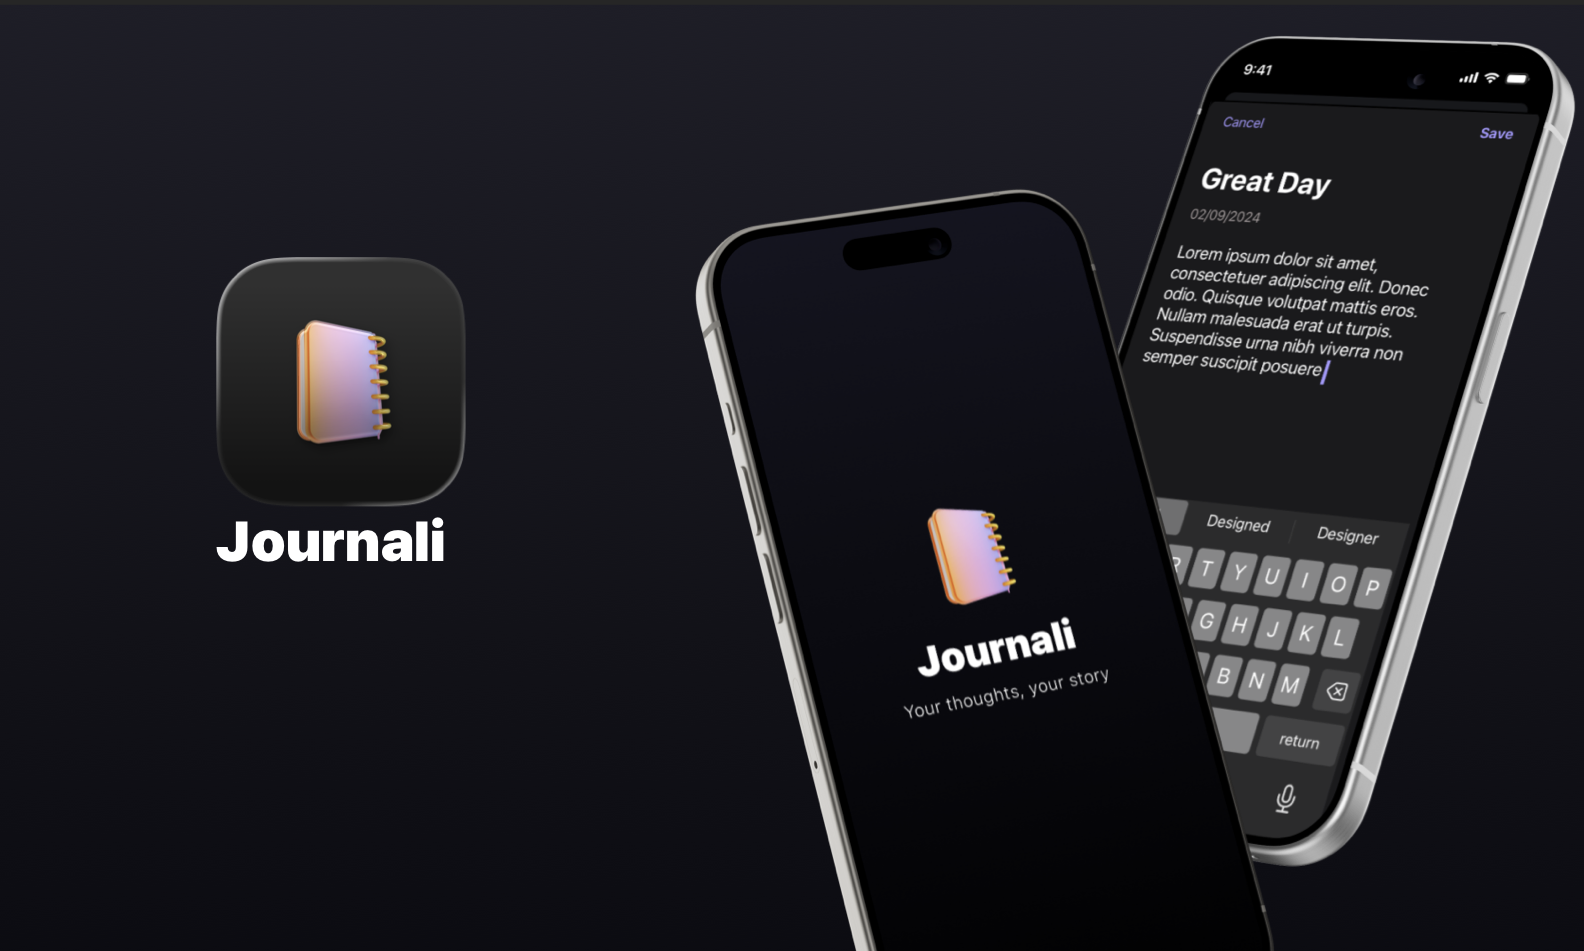 Journali
Journali
Your thoughts, your story
9:41
Cancel
Save
Great Day
02/09/2024
Lorem ipsum dolor sit amet,
consectetuer adipiscing elit. Donec
odio. Quisque volutpat mattis eros.
Nullam malesuada erat ut turpis.
Suspendisse urna nibh viverra non
semper suscipit posuere
Designed Designer
R T Y U I O P
G H J K L
B N M
return